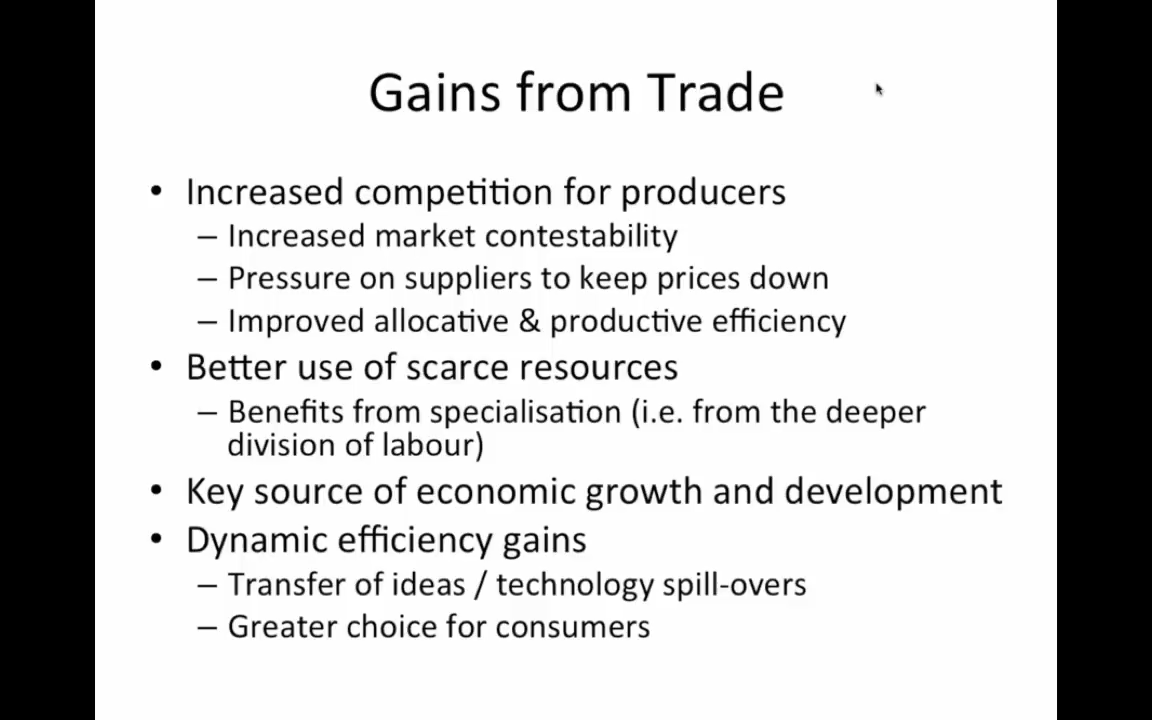 Gains from Trade
• Increased competition for producers
– Increased market contestability
– Pressure on suppliers to keep prices down
– Improved allocative & productive efficiency
• Better use of scarce resources
– Benefits from specialisation (i.e. from the deeper
division of labour)
• Key source of economic growth and development
• Dynamic efficiency gains
– Transfer of ideas / technology spill-overs
– Greater choice for consumers